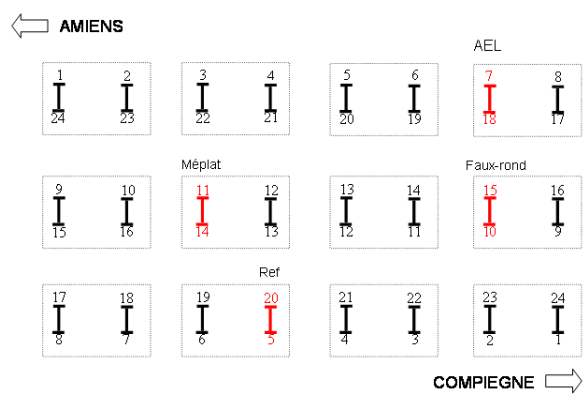 AMIENS
AEL
1 2 3 4 5 6 7 8
24 23 22 21 20 19 18 17
Méplat Faux-rond
9 10 11 12 13 14 15 16
15 16 14 13 12 11 10 9
Ref
17 18 19 20 21 22 23 24
8 7 6 5 4 3 2 1
COMPIEGNE